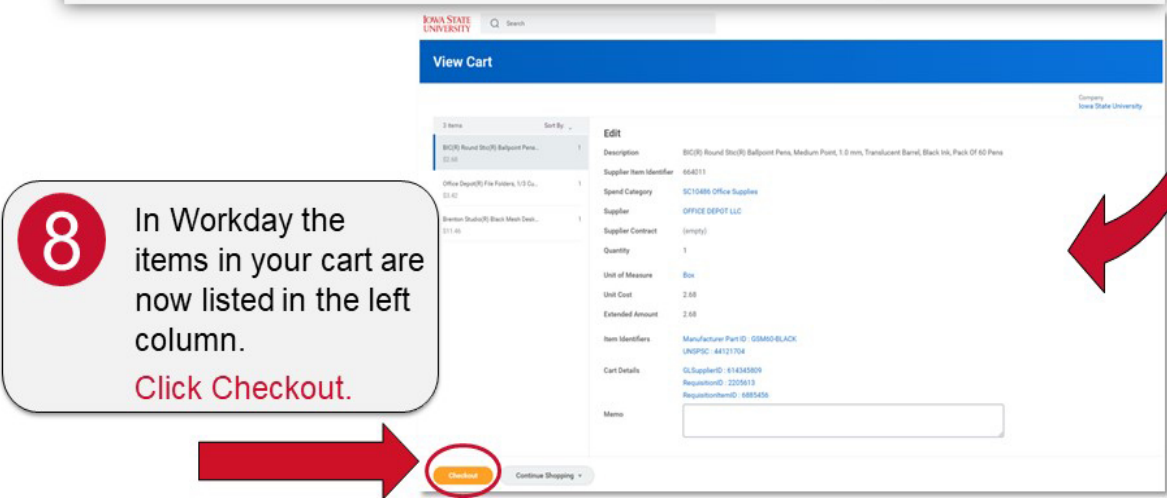 IOWA STATE
UNIVERSITY
Search
View Cart
Company
Iowa State University
3 items Sort By
BIC(R) Round Stic(R) Ballpoint Pens... 1
$2.68
Office Depot(R) File Folders, 1/3 Cu... 1
$3.42
Brenton Studio(R) Black Mesh Desk... 1
$11.46
Edit
Description BIC(R) Round Stic(R) Ballpoint Pens, Medium Point, 1.0 mm, Translucent Barrel, Black Ink, Pack Of 60 Pens
Supplier Item Identifier 664011
Spend Category SC10486 Office Supplies
Supplier OFFICE DEPOT LLC
Supplier Contract (empty)
Quantity 1
Unit of Measure Box
Unit Cost 2.68
Extended Amount 2.68
Item Identifiers Manufacturer Part ID : GSM60-BLACK
UNSPSC : 44121704
Cart Details GLSupplierID : 614345809
RequisitionID : 2205613
RequisitionItemID : 6885456
Memo
Checkout Continue Shopping
8
In Workday the
items in your cart are
now listed in the left
column.
Click Checkout.